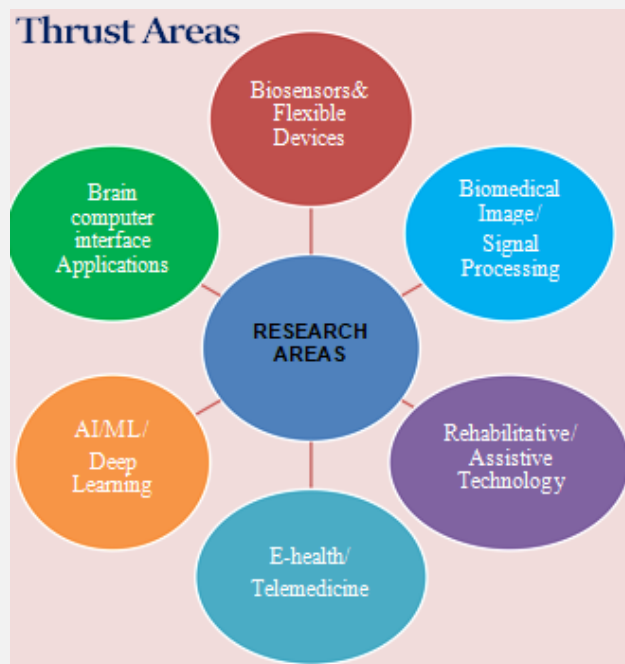 Thrust Areas
Biosensors&
Flexible
Devices
Biomedical
Image/
Signal
Processing
Rehabilitative/
Assistive
Technology
E-health/
Telemedicine
AI/ML/
Deep
Learning
Brain
computer
interface
Applications
RESEARCH
AREAS